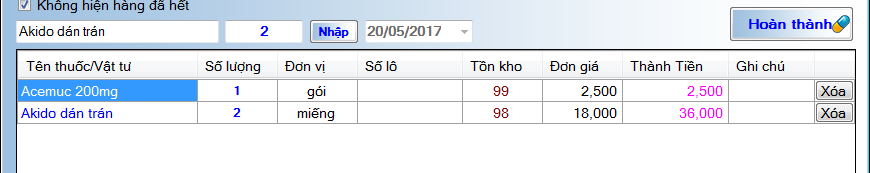 Không hiện hàng đã hết
Akido dán trán 2 Nhập 20/05/2017 Hoàn thành
Tên thuốc/Vật tư Số lượng Đơn vị Số lô Tồn kho Đơn giá Thành Tiền Ghi chú
Acemuc 200mg 1 gói 99 2,500 2,500 Xóa
Akido dán trán 2 miếng 98 18,000 36,000 Xóa